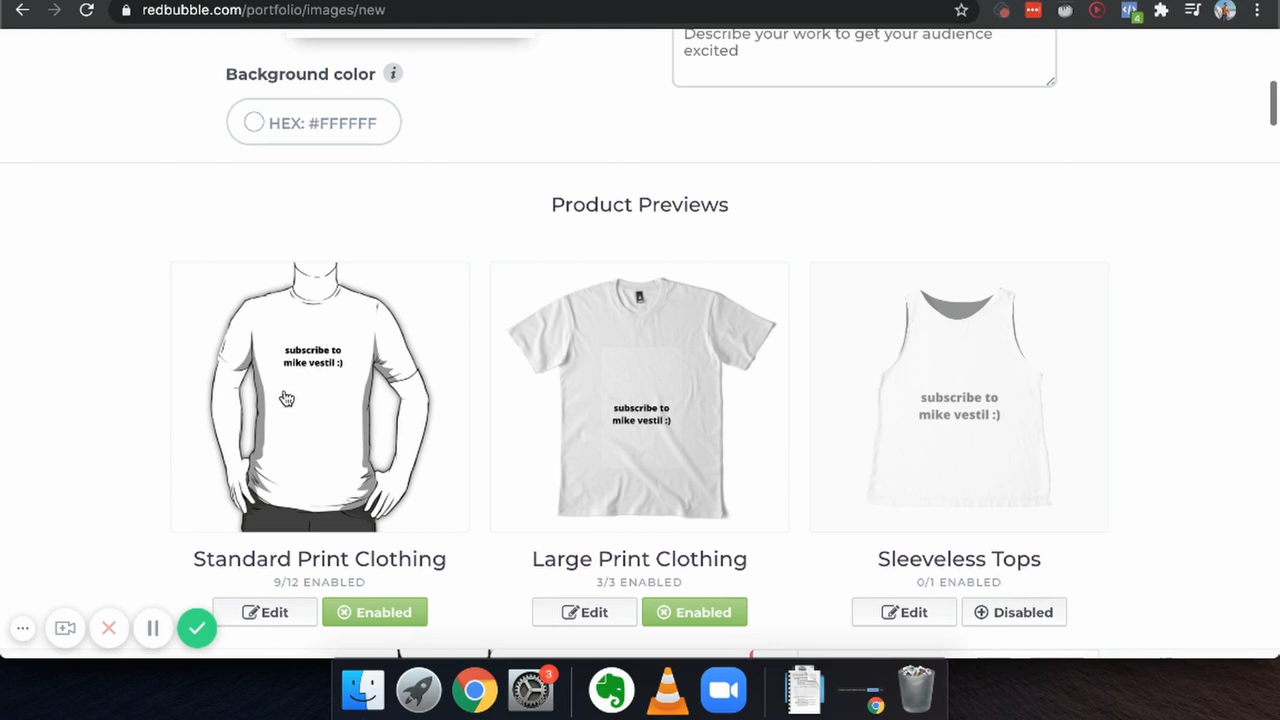 redbubble.com/portfolio/images/new
4
Describe your work to get your audience
excited
Background color i
HEX: #FFFFFF
Product Previews
subscribe to
mike vestil :)
subscribe to
mike vestil :)
subscribe to
mike vestil :)
Standard Print Clothing
9/12 ENABLED
Edit
Enabled
Large Print Clothing
3/3 ENABLED
Edit
Enabled
Sleeveless Tops
0/1 ENABLED
Edit
Disabled
3